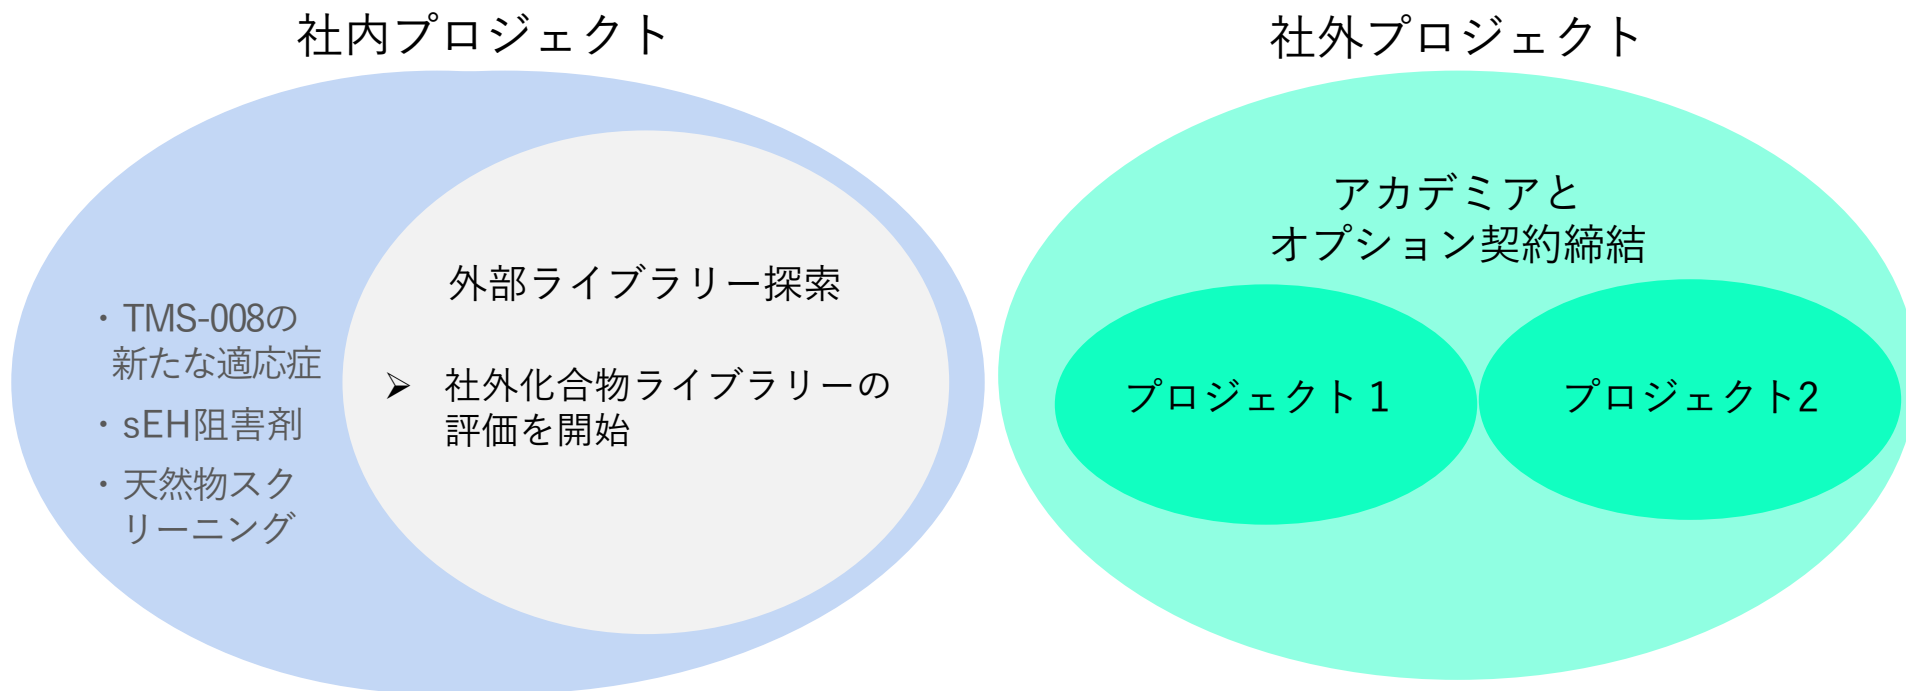 社内プロジェクト
・TMS-008の
新たな適応症
・sEH阻害剤
・天然物スク
リーニング
外部ライブラリー探索
➢ 社外化合物ライブラリーの
評価を開始
社外プロジェクト
アカデミアと
オプション契約締結
プロジェクト1
プロジェクト2